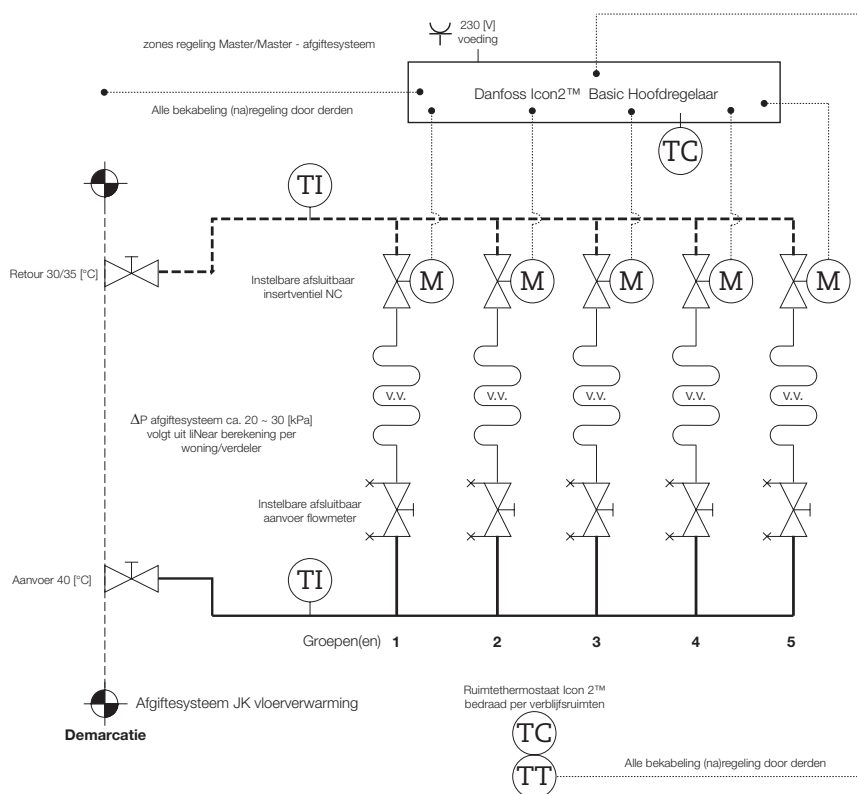 230 [V]
voeding
zones regeling Master/Master - afgiftesysteem
Danfoss Icon2™ Basic Hoofdregelaar
Alle bekabeling (na)regeling door derden
TC
TI
Retour 30/35 [°C]
Instelbare afsluitbaar
insertventiel NC
M
M
M
M
M
v.v.
v.v.
v.v.
v.v.
v.v.
ΔP afgiftesysteem ca. 20 ~ 30 [kPa]
volgt uit liNear berekening per
woning/verdeler
Instelbare afsluitbaar
aanvoer flowmeter
Aanvoer 40 [°C]
TI
Groepen(en) 1 2 3 4 5
Afgiftesysteem JK vloerverwarming
Demarcatie
Ruimtethermostaat Icon 2™
bedraad per verblijfsruimten
TC
TT
Alle bekabeling (na)regeling door derden